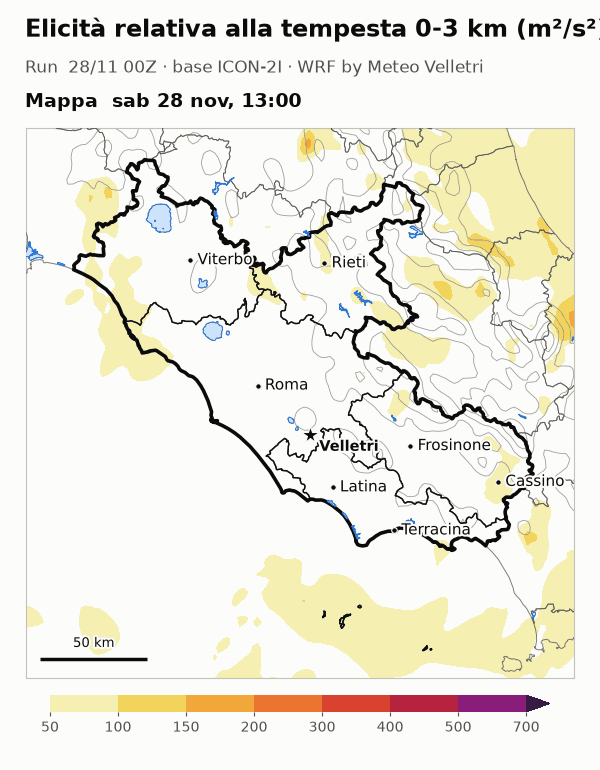 Elicità relativa alla tempesta 0-3 km (m²/s²)
Run 28/11 00Z · base ICON-2I · WRF by Meteo Velletri
Mappa sab 28 nov, 13:00
Viterbo
Rieti
Roma
Velletri
Frosinone
Latina
Cassino
Terracina
50 km
50 100 150 200 300 400 500 700